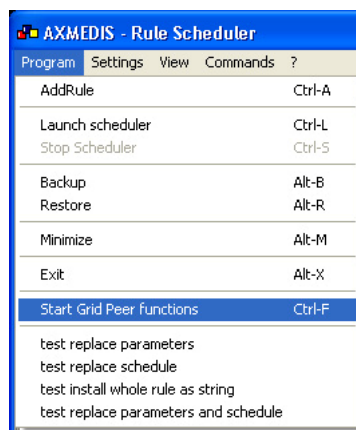 AXMEDIS - Rule Scheduler
Program Settings View Commands ?
AddRule Ctrl-A
Launch scheduler Ctrl-L
Stop Scheduler Ctrl-S
Backup Alt-B
Restore Alt-R
Minimize Alt-M
Exit Alt-X
Start Grid Peer functions Ctrl-F
test replace parameters
test replace schedule
test install whole rule as string
test replace parameters and schedule